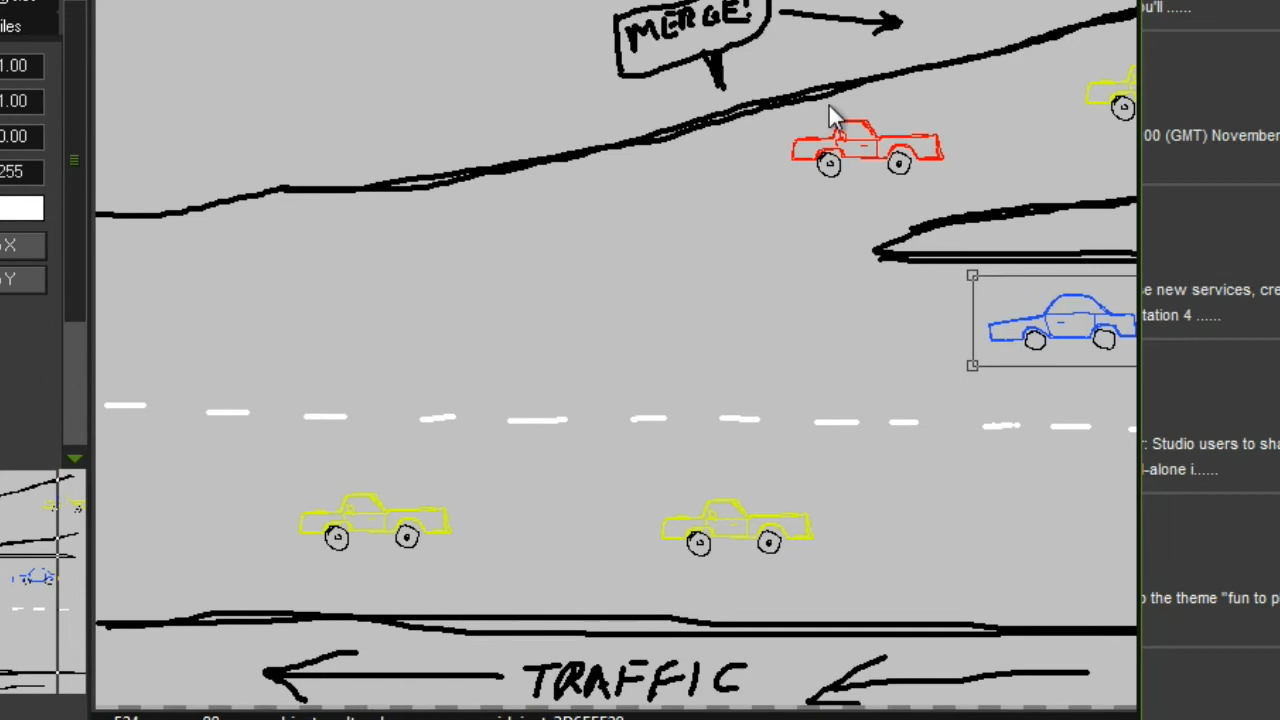 iles
you'll ......
1.00
MERGE!
1.00
0.00
00 (GMT) November
255
X
Y
e new services, cre
tation 4 ......
r: Studio users to sha
-alone i......
o the theme "fun to p
TRAFFIC